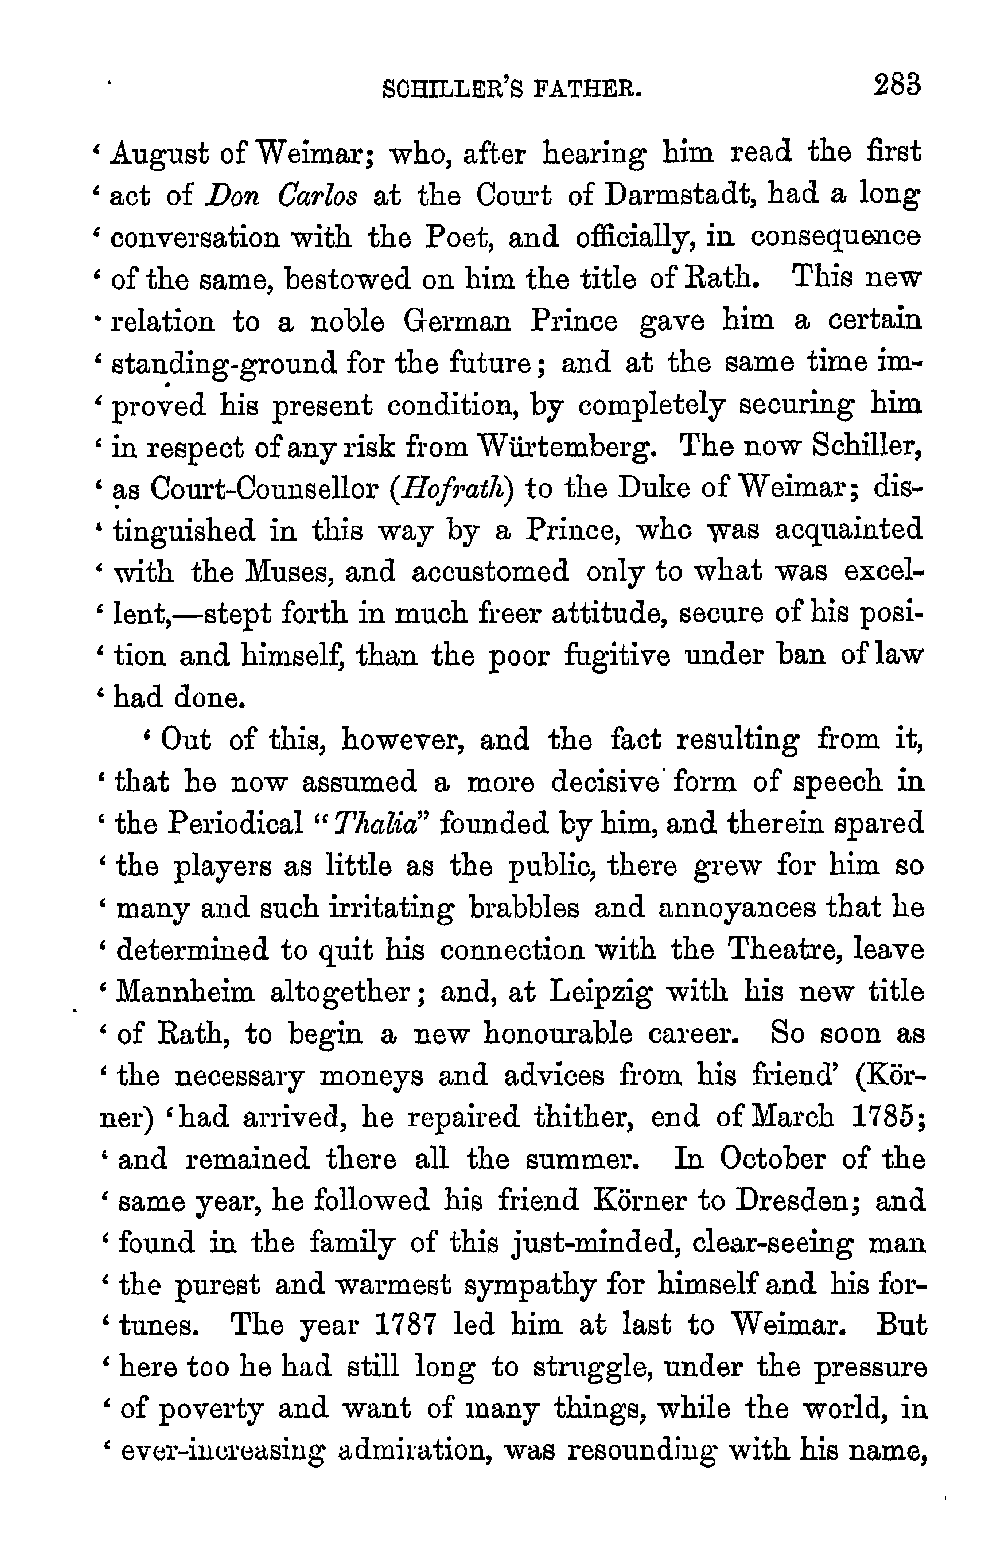 SCHILLER'S FATHER. 283
‘ August of Weimar; who, after hearing him read the first
‘ act of Don Carlos at the Court of Darmstadt, had a long
‘ conversation with the Poet, and officially, in consequence
‘ of the same, bestowed on him the title of Rath. This new
‘ relation to a noble German Prince gave him a certain
‘ standing-ground for the future; and at the same time im-
‘ proved his present condition, by completely securing him
‘ in respect of any risk from Würtemberg. The now Schiller,
‘ as Court-Counsellor (Hofrath) to the Duke of Weimar; dis-
‘ tinguished in this way by a Prince, who was acquainted
‘ with the Muses, and accustomed only to what was excel-
‘ lent,—stept forth in much freer attitude, secure of his posi-
‘ tion and himself, than the poor fugitive under ban of law
‘ had done.
‘ Out of this, however, and the fact resulting from it,
‘ that he now assumed a more decisive form of speech in
‘ the Periodical “Thalia” founded by him, and therein spared
‘ the players as little as the public, there grew for him so
‘ many and such irritating brabbles and annoyances that he
‘ determined to quit his connection with the Theatre, leave
‘ Mannheim altogether; and, at Leipzig with his new title
‘ of Rath, to begin a new honourable career. So soon as
‘ the necessary moneys and advices from his friend’ (Kör-
ner) ‘had arrived, he repaired thither, end of March 1785;
‘ and remained there all the summer. In October of the
‘ same year, he followed his friend Körner to Dresden; and
‘ found in the family of this just-minded, clear-seeing man
‘ the purest and warmest sympathy for himself and his for-
‘ tunes. The year 1787 led him at last to Weimar. But
‘ here too he had still long to struggle, under the pressure
‘ of poverty and want of many things, while the world, in
‘ ever-increasing admiration, was resounding with his name,